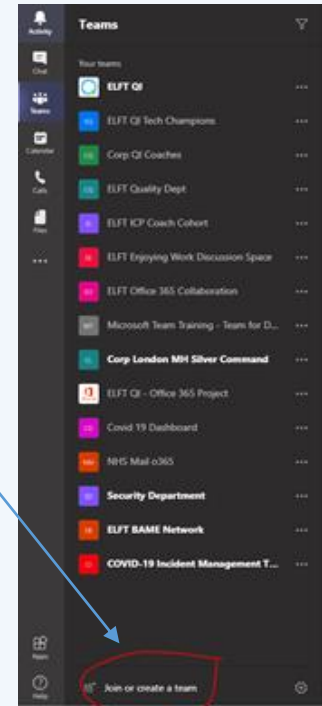 Activity
Chat
Teams
Calendar
Calls
Files
...
Apps
Help
Teams
Your teams
ELFT QI
ELFT QI Tech Champions
Corp QI Coaches
ELFT Quality Dept
ELFT ICP Coach Cohort
ELFT Enjoying Work Discussion Space
ELFT Office 365 Collaboration
Microsoft Team Training - Team for D...
Corp London MH Silver Command
ELFT QI - Office 365 Project
Covid 19 Dashboard
NHS Mail o365
Security Department
ELFT BAME Network
COVID-19 Incident Management T...
Join or create a team